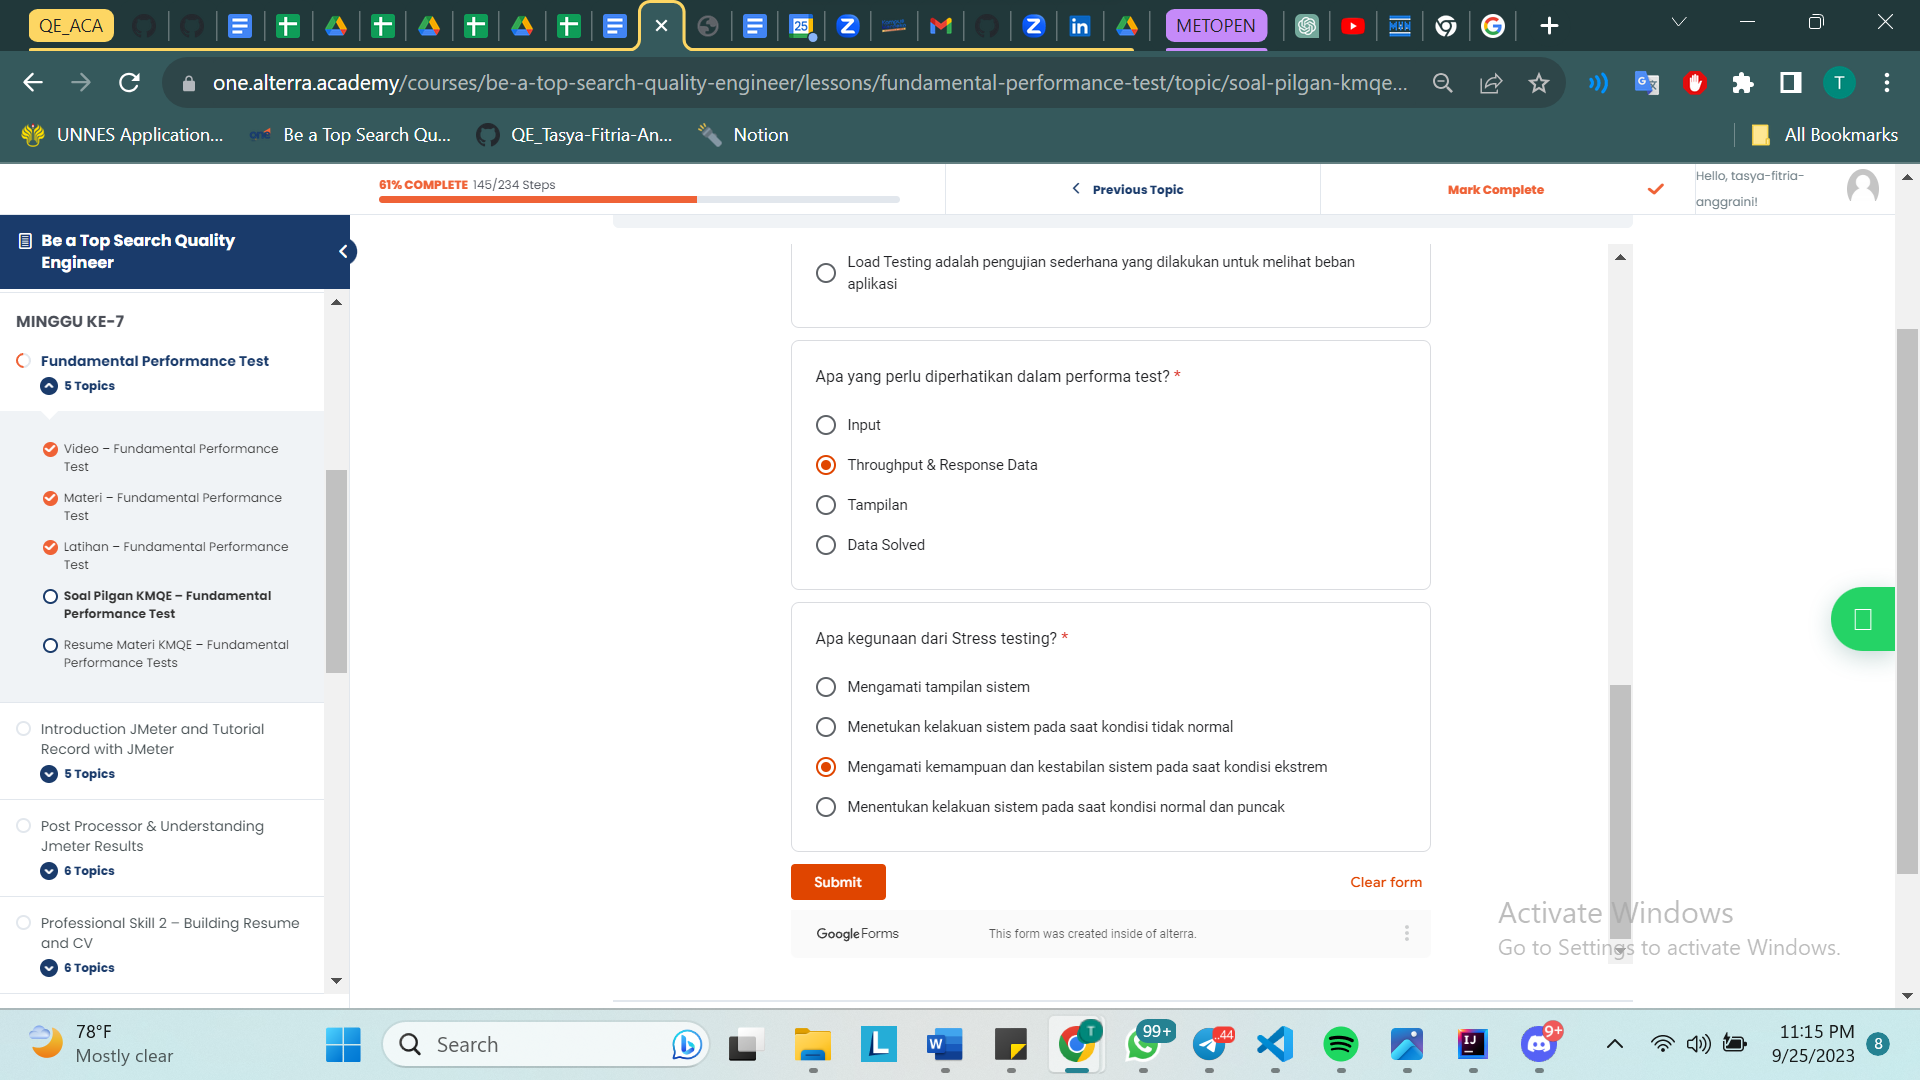 QE_ACA
METOPEN
one.alterra.academy/courses/be-a-top-search-quality-engineer/lessons/fundamental-performance-test/topic/soal-pilgan-kmqe...
UNNES Application...
Be a Top Search Qu...
QE_Tasya-Fitria-An...
Notion
All Bookmarks
61% COMPLETE 145/234 Steps
Previous Topic
Mark Complete
Hello, tasya-fitria-
anggraini!
Be a Top Search Quality
Engineer
MINGGU KE-7
Fundamental Performance Test
5 Topics
Video – Fundamental Performance
Test
Materi – Fundamental Performance
Test
Latihan – Fundamental Performance
Test
Soal Pilgan KMQE – Fundamental
Performance Test
Resume Materi KMQE – Fundamental
Performance Tests
Introduction JMeter and Tutorial
Record with JMeter
5 Topics
Post Processor & Understanding
Jmeter Results
6 Topics
Professional Skill 2 – Building Resume
and CV
6 Topics
Load Testing adalah pengujian sederhana yang dilakukan untuk melihat beban
aplikasi
Apa yang perlu diperhatikan dalam performa test? *
Input
Throughput & Response Data
Tampilan
Data Solved
Apa kegunaan dari Stress testing? *
Mengamati tampilan sistem
Menetukan kelakuan sistem pada saat kondisi tidak normal
Mengamati kemampuan dan kestabilan sistem pada saat kondisi ekstrem
Menentukan kelakuan sistem pada saat kondisi normal dan puncak
Submit
Clear form
Google Forms
This form was created inside of alterra.
Activate Windows
Go to Settings to activate Windows.
78°F
Mostly clear
Search
99+
..44
9+
11:15 PM
9/25/2023
8